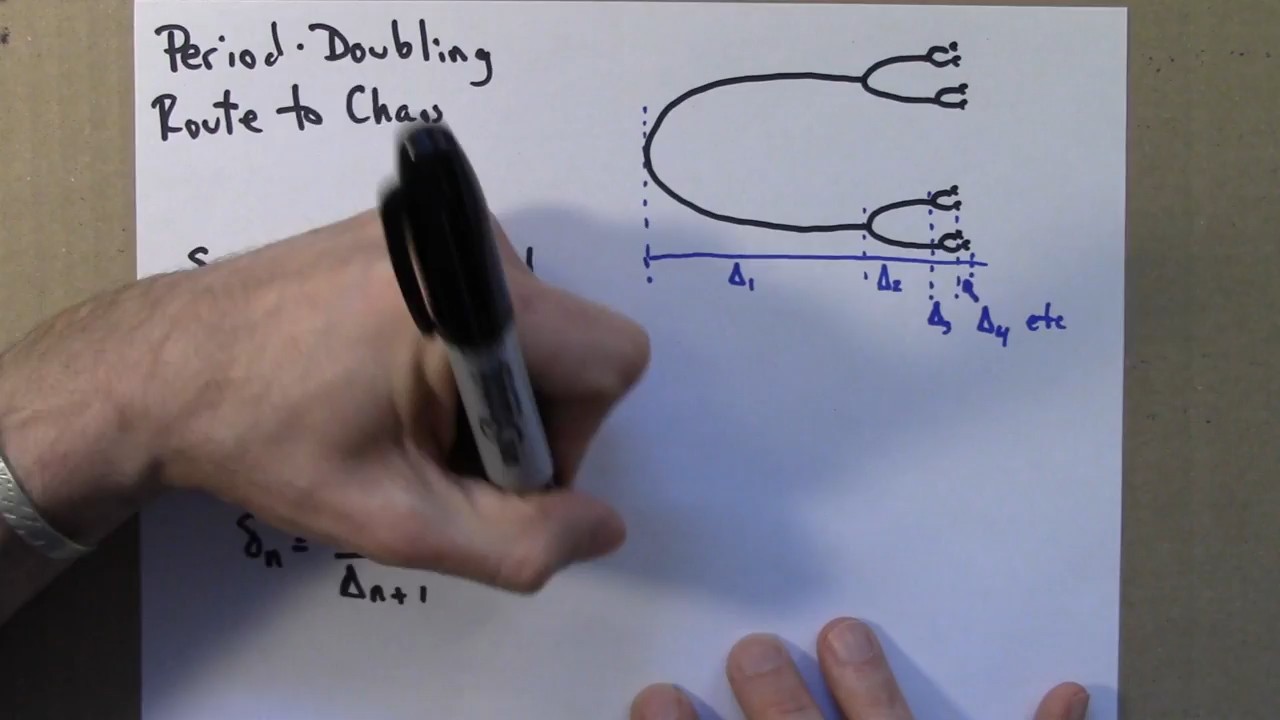 Period-Doubling
Route to Chaos
Δ₁ Δ₂
Δ₃ Δ₄ etc
δn =
Δn+1